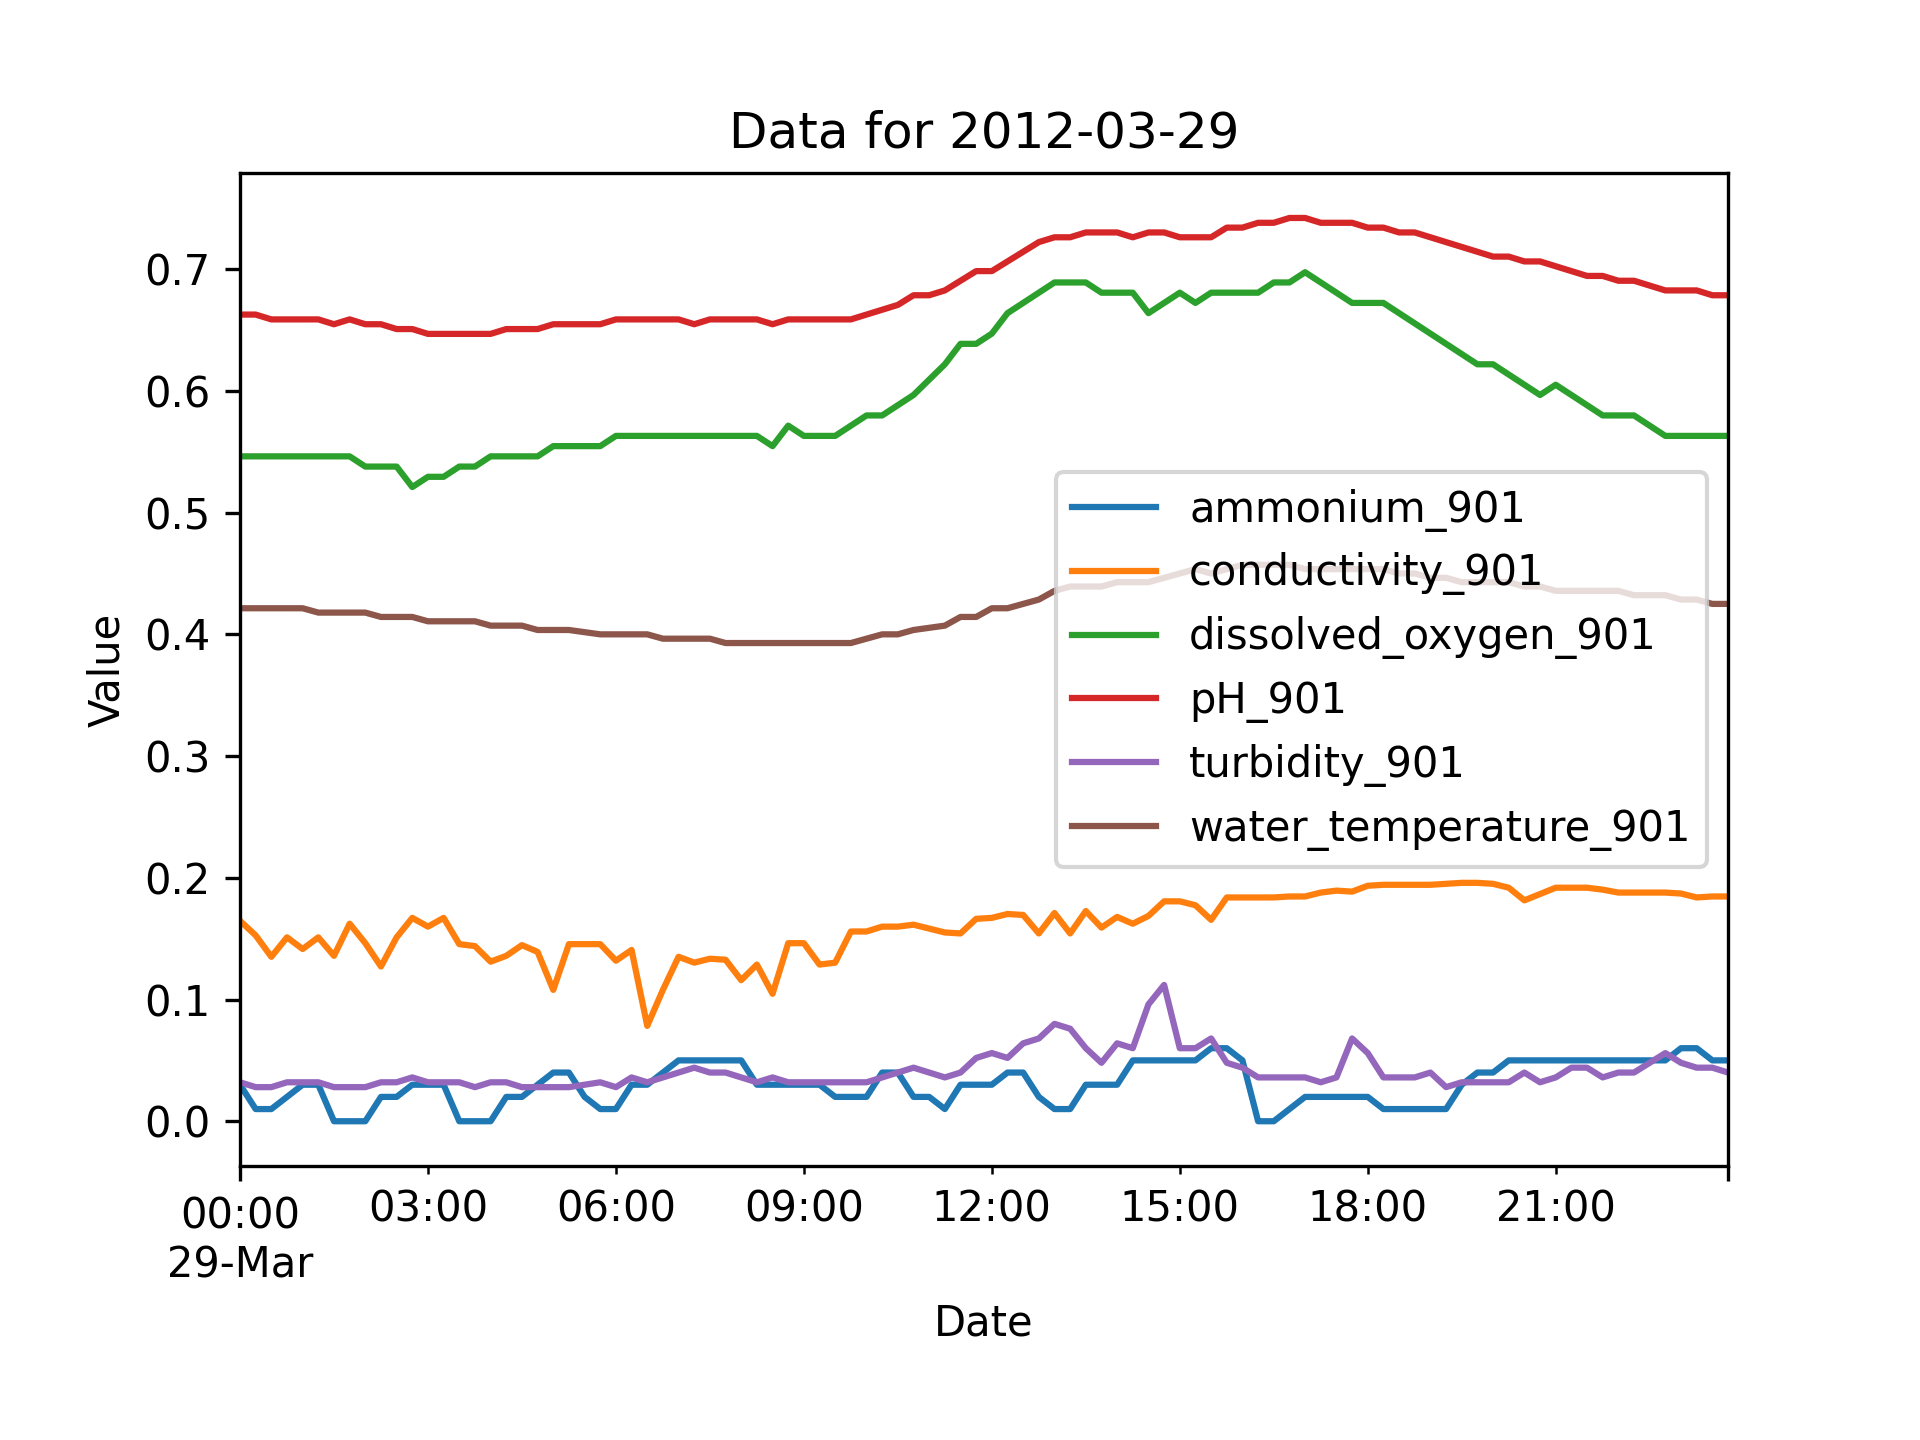 Data for 2012-03-29
Value
0.7
0.6
0.5
0.4
0.3
0.2
0.1
0.0
ammonium_901
conductivity_901
dissolved_oxygen_901
pH_901
turbidity_901
water_temperature_901
00:00 03:00 06:00 09:00 12:00 15:00 18:00 21:00
29-Mar
Date